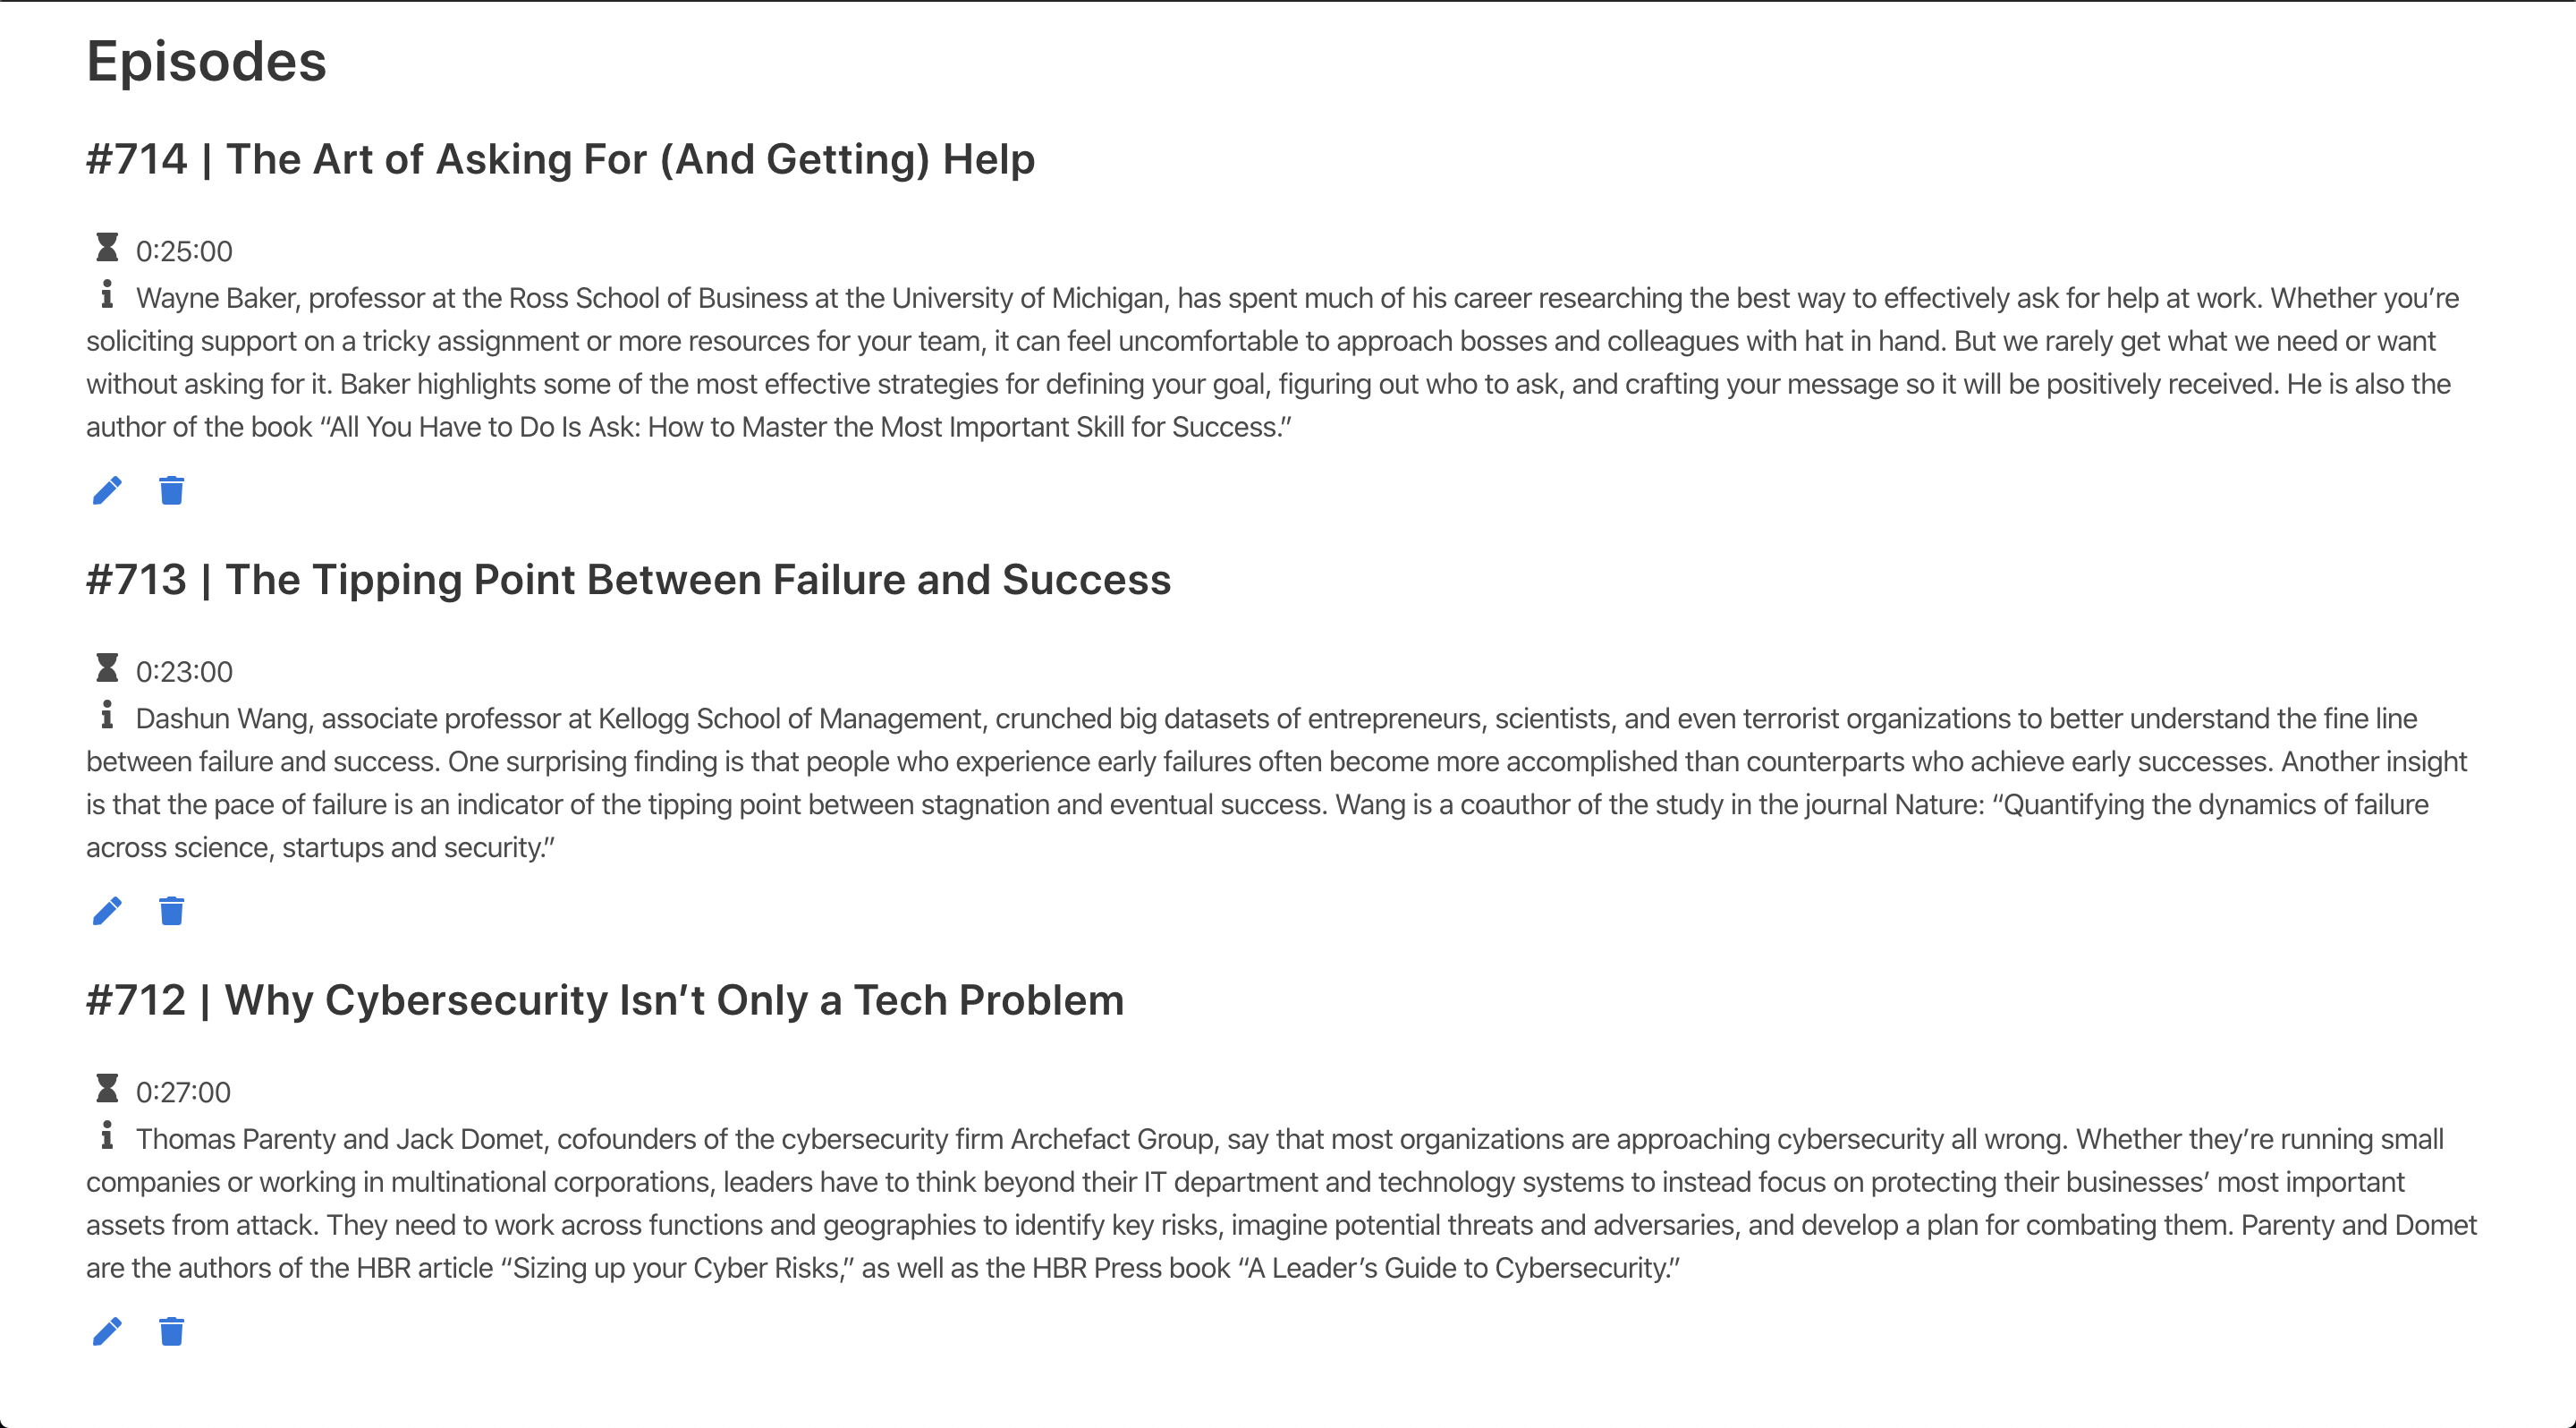 Episodes
#714 | The Art of Asking For (And Getting) Help
0:25:00
Wayne Baker, professor at the Ross School of Business at the University of Michigan, has spent much of his career researching the best way to effectively ask for help at work. Whether you’re
soliciting support on a tricky assignment or more resources for your team, it can feel uncomfortable to approach bosses and colleagues with hat in hand. But we rarely get what we need or want
without asking for it. Baker highlights some of the most effective strategies for defining your goal, figuring out who to ask, and crafting your message so it will be positively received. He is also the
author of the book “All You Have to Do Is Ask: How to Master the Most Important Skill for Success.”
#713 | The Tipping Point Between Failure and Success
0:23:00
Dashun Wang, associate professor at Kellogg School of Management, crunched big datasets of entrepreneurs, scientists, and even terrorist organizations to better understand the fine line
between failure and success. One surprising finding is that people who experience early failures often become more accomplished than counterparts who achieve early successes. Another insight
is that the pace of failure is an indicator of the tipping point between stagnation and eventual success. Wang is a coauthor of the study in the journal Nature: “Quantifying the dynamics of failure
across science, startups and security.”
#712 | Why Cybersecurity Isn’t Only a Tech Problem
0:27:00
Thomas Parenty and Jack Domet, cofounders of the cybersecurity firm Archefact Group, say that most organizations are approaching cybersecurity all wrong. Whether they’re running small
companies or working in multinational corporations, leaders have to think beyond their IT department and technology systems to instead focus on protecting their businesses’ most important
assets from attack. They need to work across functions and geographies to identify key risks, imagine potential threats and adversaries, and develop a plan for combating them. Parenty and Domet
are the authors of the HBR article “Sizing up your Cyber Risks,” as well as the HBR Press book “A Leader’s Guide to Cybersecurity.”